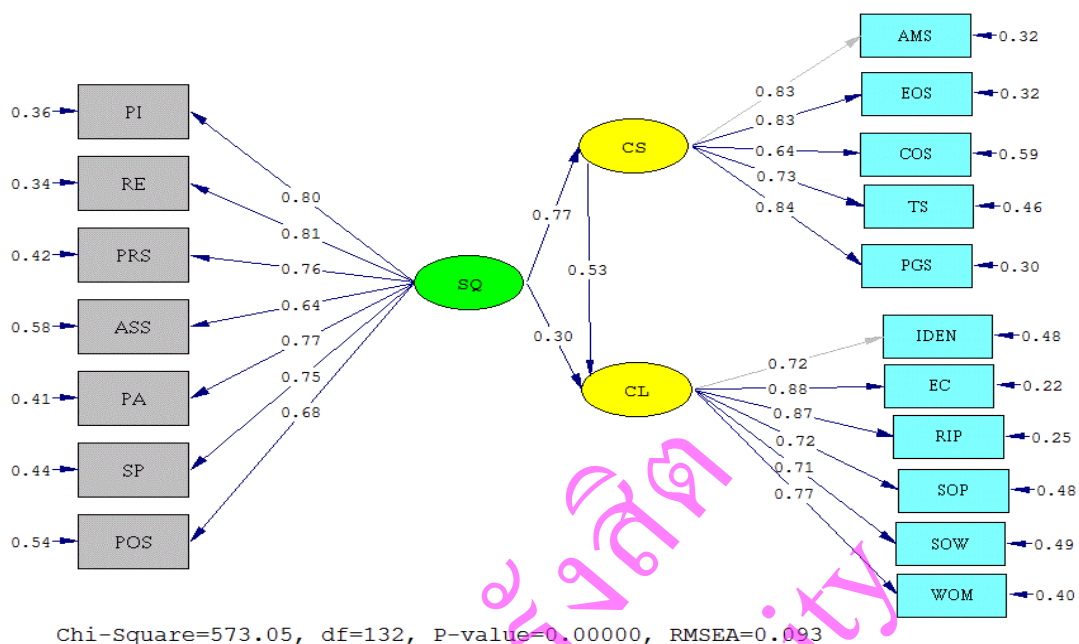 AMS
0.32
0.83
EOS
0.32
0.83
COS
0.59
0.64
TS
0.46
0.73
PGS
0.30
0.84
0.36
PI
0.80
0.34
RE
0.81
0.42
PRS
0.76
0.58
ASS
0.64
0.41
PA
0.77
0.44
SP
0.75
0.54
POS
0.68
SQ
CS
0.77
0.53
0.30
CL
IDEN
0.48
0.72
EC
0.22
0.88
RIP
0.25
0.87
SOP
0.48
0.72
SOW
0.49
0.71
WOM
0.40
0.77
Chi-Square=573.05, df=132, P-value=0.00000, RMSEA=0.093